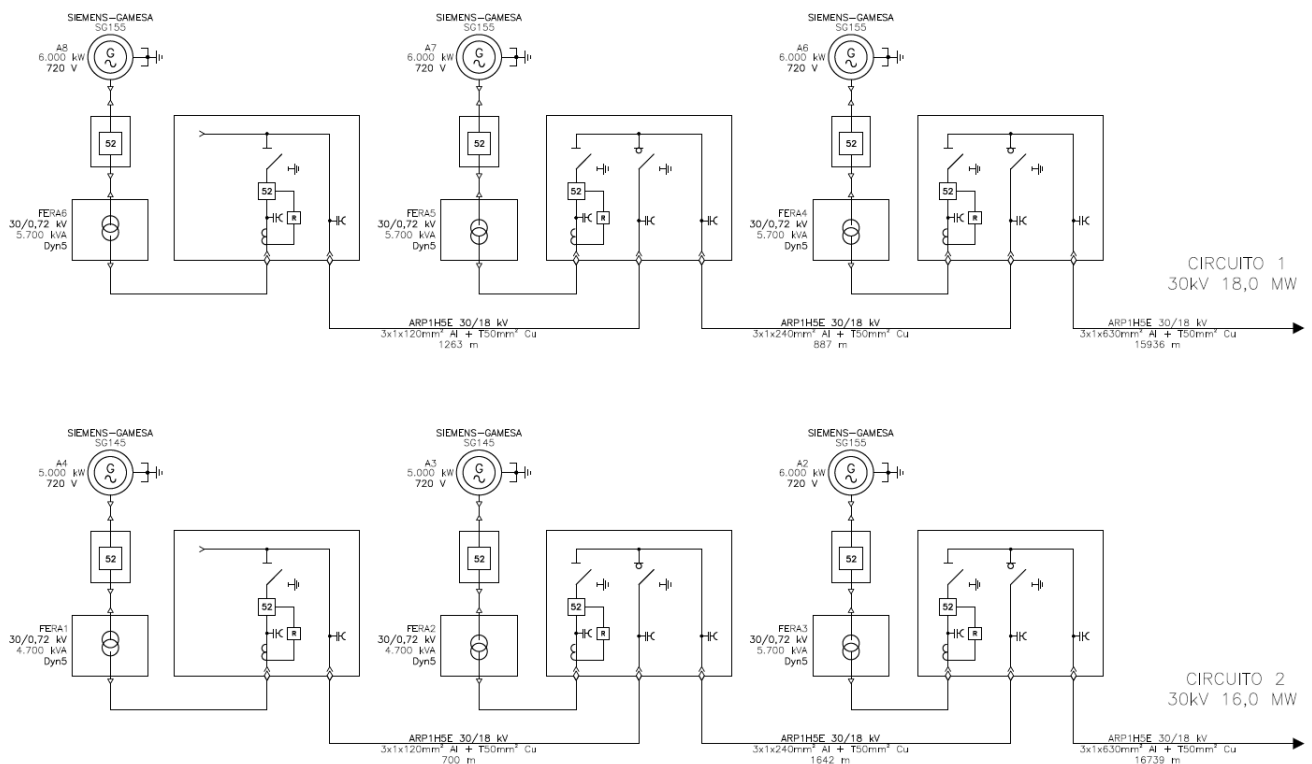 SIEMENS-GAMESA
SG155
A8
6.000 kW
720 V
G
52
FERA6
30/0,72 kV
5.700 kVA
Dyn5
52
R
SIEMENS-GAMESA
SG155
A7
6.000 kW
720 V
G
52
FERA5
30/0,72 kV
5.700 kVA
Dyn5
52
R
SIEMENS-GAMESA
SG155
A6
6.000 kW
720 V
G
52
FERA4
30/0,72 kV
5.700 kVA
Dyn5
52
R
CIRCUITO 1
30kV 18,0 MW
ARP1H5E 30/18 kV
3x1x120mm² Al + T50mm² Cu
1263 m
ARP1H5E 30/18 kV
3x1x240mm² Al + T50mm² Cu
887 m
ARP1H5E 30/18 kV
3x1x630mm² Al + T50mm² Cu
15936 m
SIEMENS-GAMESA
SG145
A4
5.000 kW
720 V
G
52
FERA1
30/0,72 kV
4.700 kVA
Dyn5
52
R
SIEMENS-GAMESA
SG145
A3
5.000 kW
720 V
G
52
FERA2
30/0,72 kV
4.700 kVA
Dyn5
52
R
SIEMENS-GAMESA
SG155
A2
6.000 kW
720 V
G
52
FERA3
30/0,72 kV
5.700 kVA
Dyn5
52
R
CIRCUITO 2
30kV 16,0 MW
ARP1H5E 30/18 kV
3x1x120mm² Al + T50mm² Cu
700 m
ARP1H5E 30/18 kV
3x1x240mm² Al + T50mm² Cu
1642 m
ARP1H5E 30/18 kV
3x1x630mm² Al + T50mm² Cu
16739 m